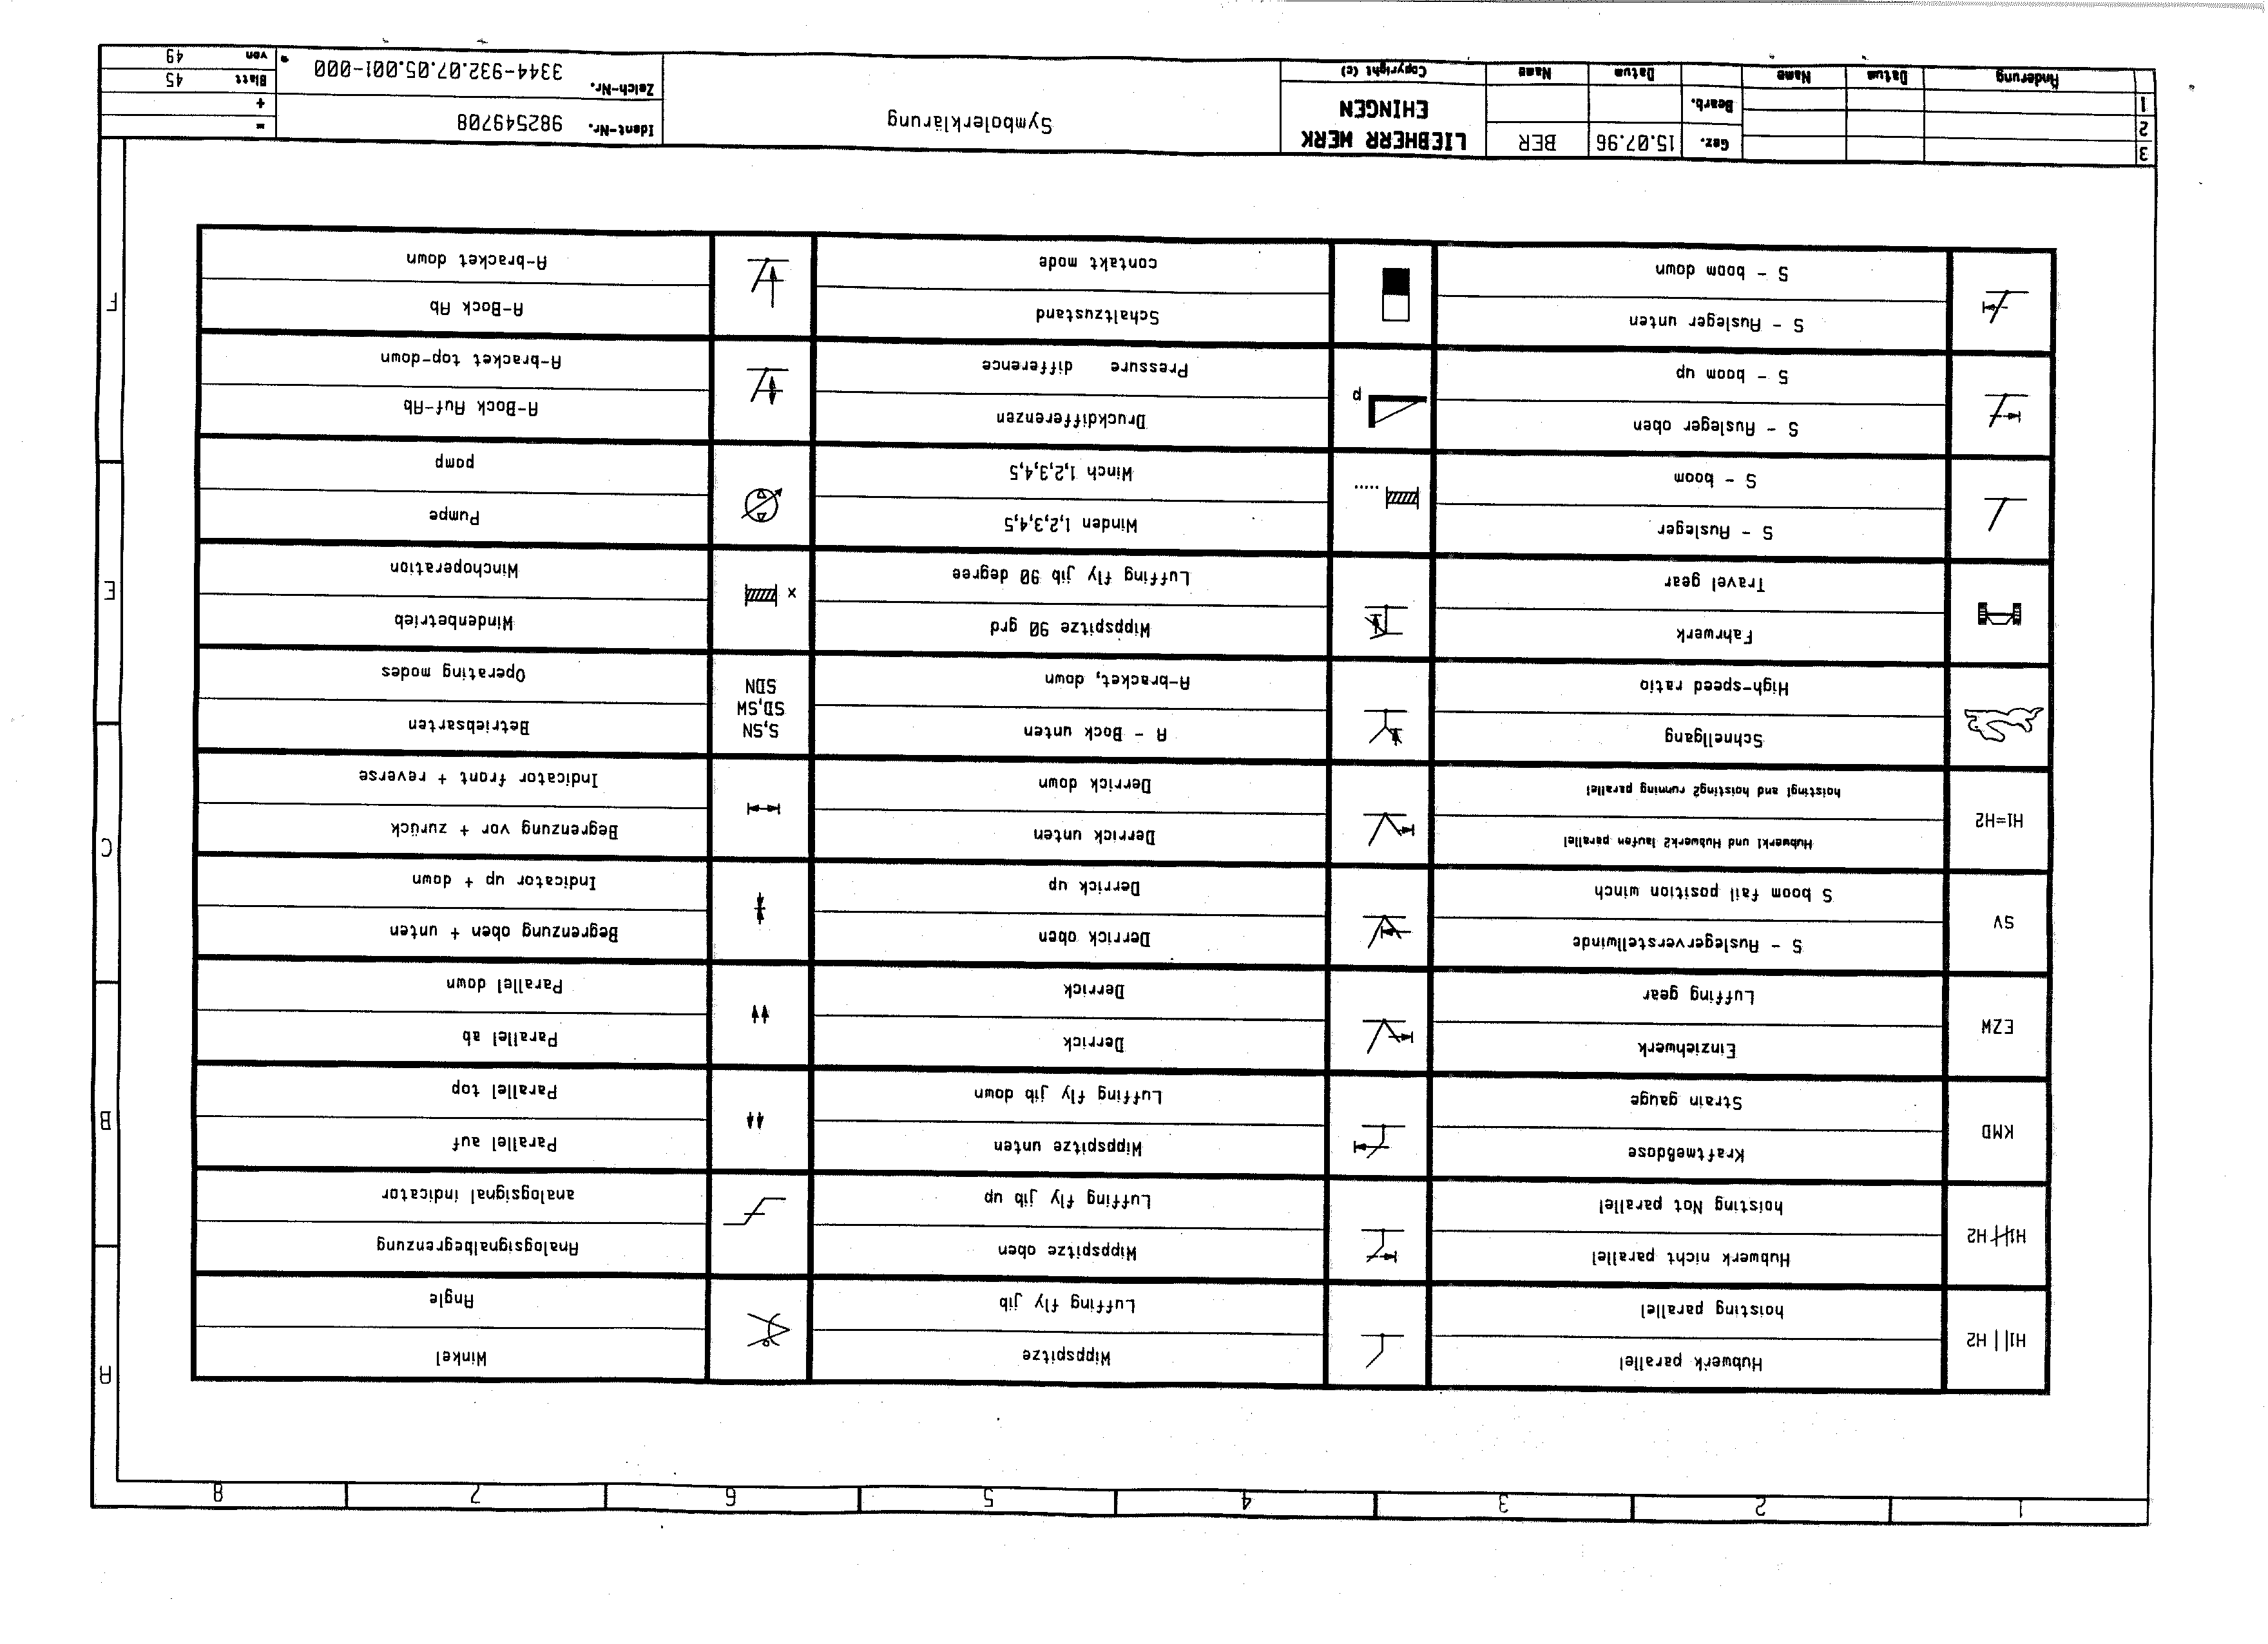 1 2 3 4 5 6 7 8
A
B
C
E
F
H1||H2
Hubwerk parallel
hoisting parallel
H1╫H2
Hubwerk nicht parallel
hoisting Not parallel
KMD
Kraftmeßdose
Strain gauge
EZW
Einziehwerk
Luffing gear
SV
S - Auslegerverstellwinde
S boom fall position winch
H1=H2
Hubwerk1 und Hubwerk2 laufen parallel
hoisting1 and hoisting2 running parallel
Schnellgang
High-speed ratio
Fahrwerk
Travel gear
S - Ausleger
S - boom
S - Ausleger oben
S - boom up
S - Ausleger unten
S - boom down
Wippspitze
Luffing fly jib
Wippspitze oben
Luffing fly jib up
Wippspitze unten
Luffing fly jib down
Derrick
Derrick
Derrick oben
Derrick up
Derrick unten
Derrick down
A - Bock unten
A-bracket, down
Wippspitze 90 grd
Luffing fly jib 90 degree
.....
Winden 1,2,3,4,5
Winch 1,2,3,4,5
p
Druckdifferenzen
Pressure difference
Schaltzustand
contakt mode
Winkel
Angle
Analogsignalbegrenzung
analogsignal indicator
Parallel auf
Parallel top
Parallel ab
Parallel down
Begrenzung oben + unten
Indicator up + down
Begrenzung vor + zurück
Indicator front + reverse
S,SN
SD,SW
SDN
Betriebsarten
Operating modes
x
Windenbetrieb
Winchoperation
Pumpe
pomp
A-Bock Auf-Ab
A-bracket top-down
A-Bock Ab
A-bracket down
3
2
1
Änderung
Datum
Name
Gez. 15.07.96 BER
Bearb.
Datum
Name
LIEBHERR WERK
EHINGEN
Copyright (c)
Symbolerklärung
Ident-Nr. 982549708
Zeich-Nr. 3344-932.07.05.001-000
=
+
Blatt 45
von 49